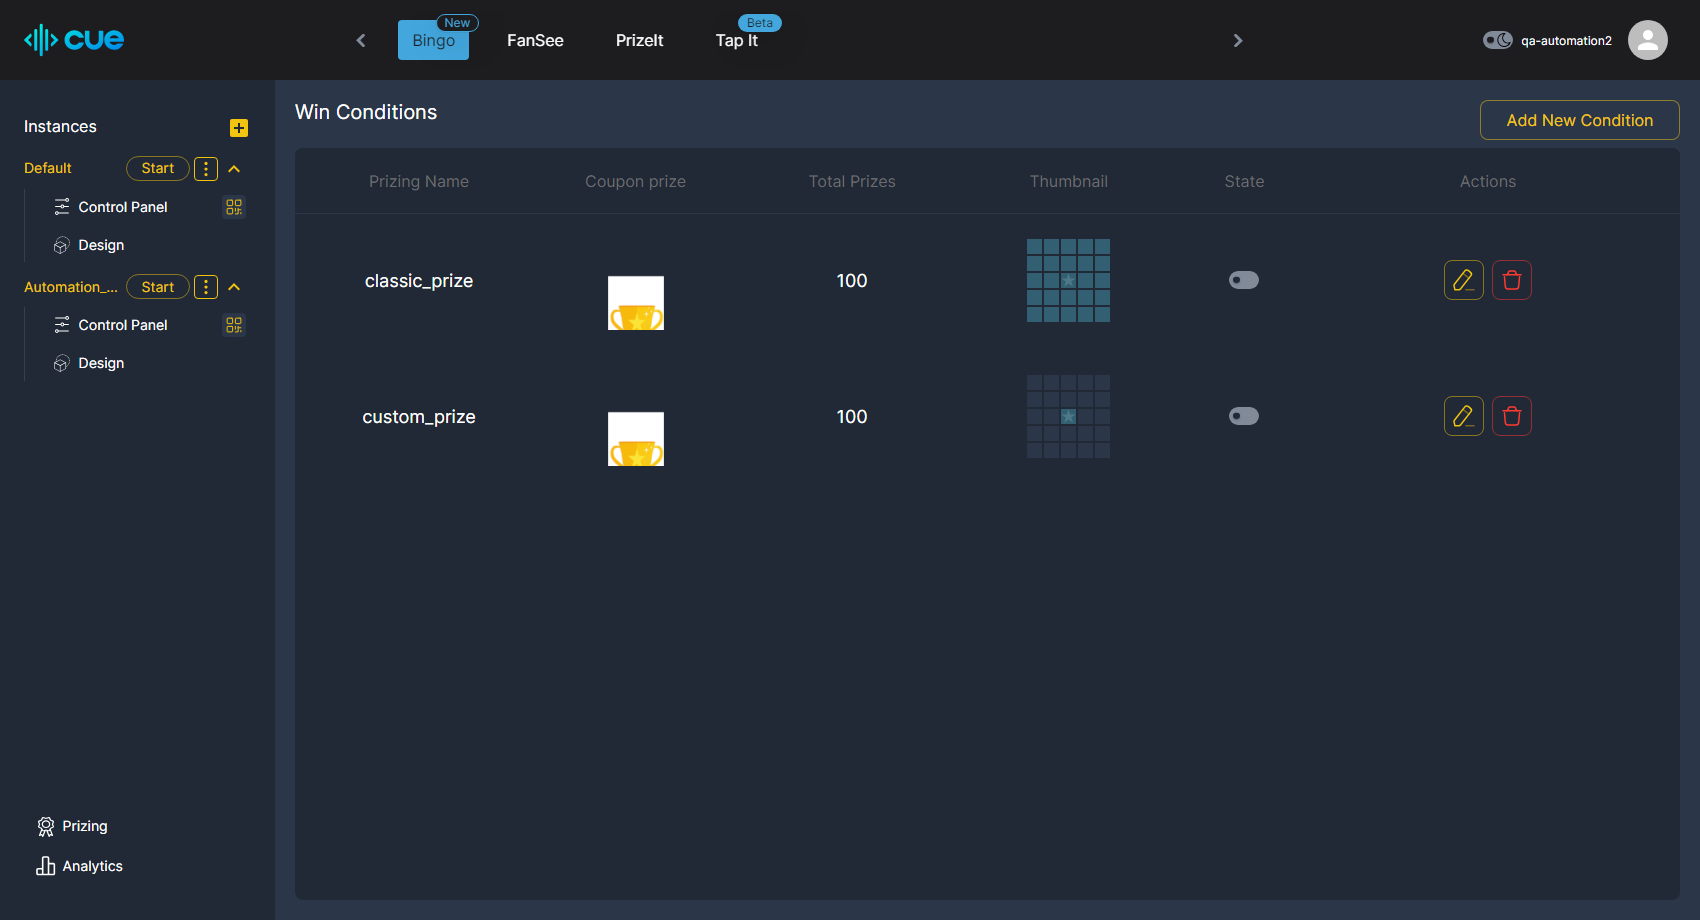 cue
Bingo
New
FanSee
PrizeIt
Tap It
Beta
qa-automation2
Instances
Default
Start
Control Panel
Design
Automation_...
Start
Control Panel
Design
Prizing
Analytics
Win Conditions
Add New Condition
Prizing Name Coupon prize Total Prizes Thumbnail State Actions
classic_prize 100
custom_prize 100